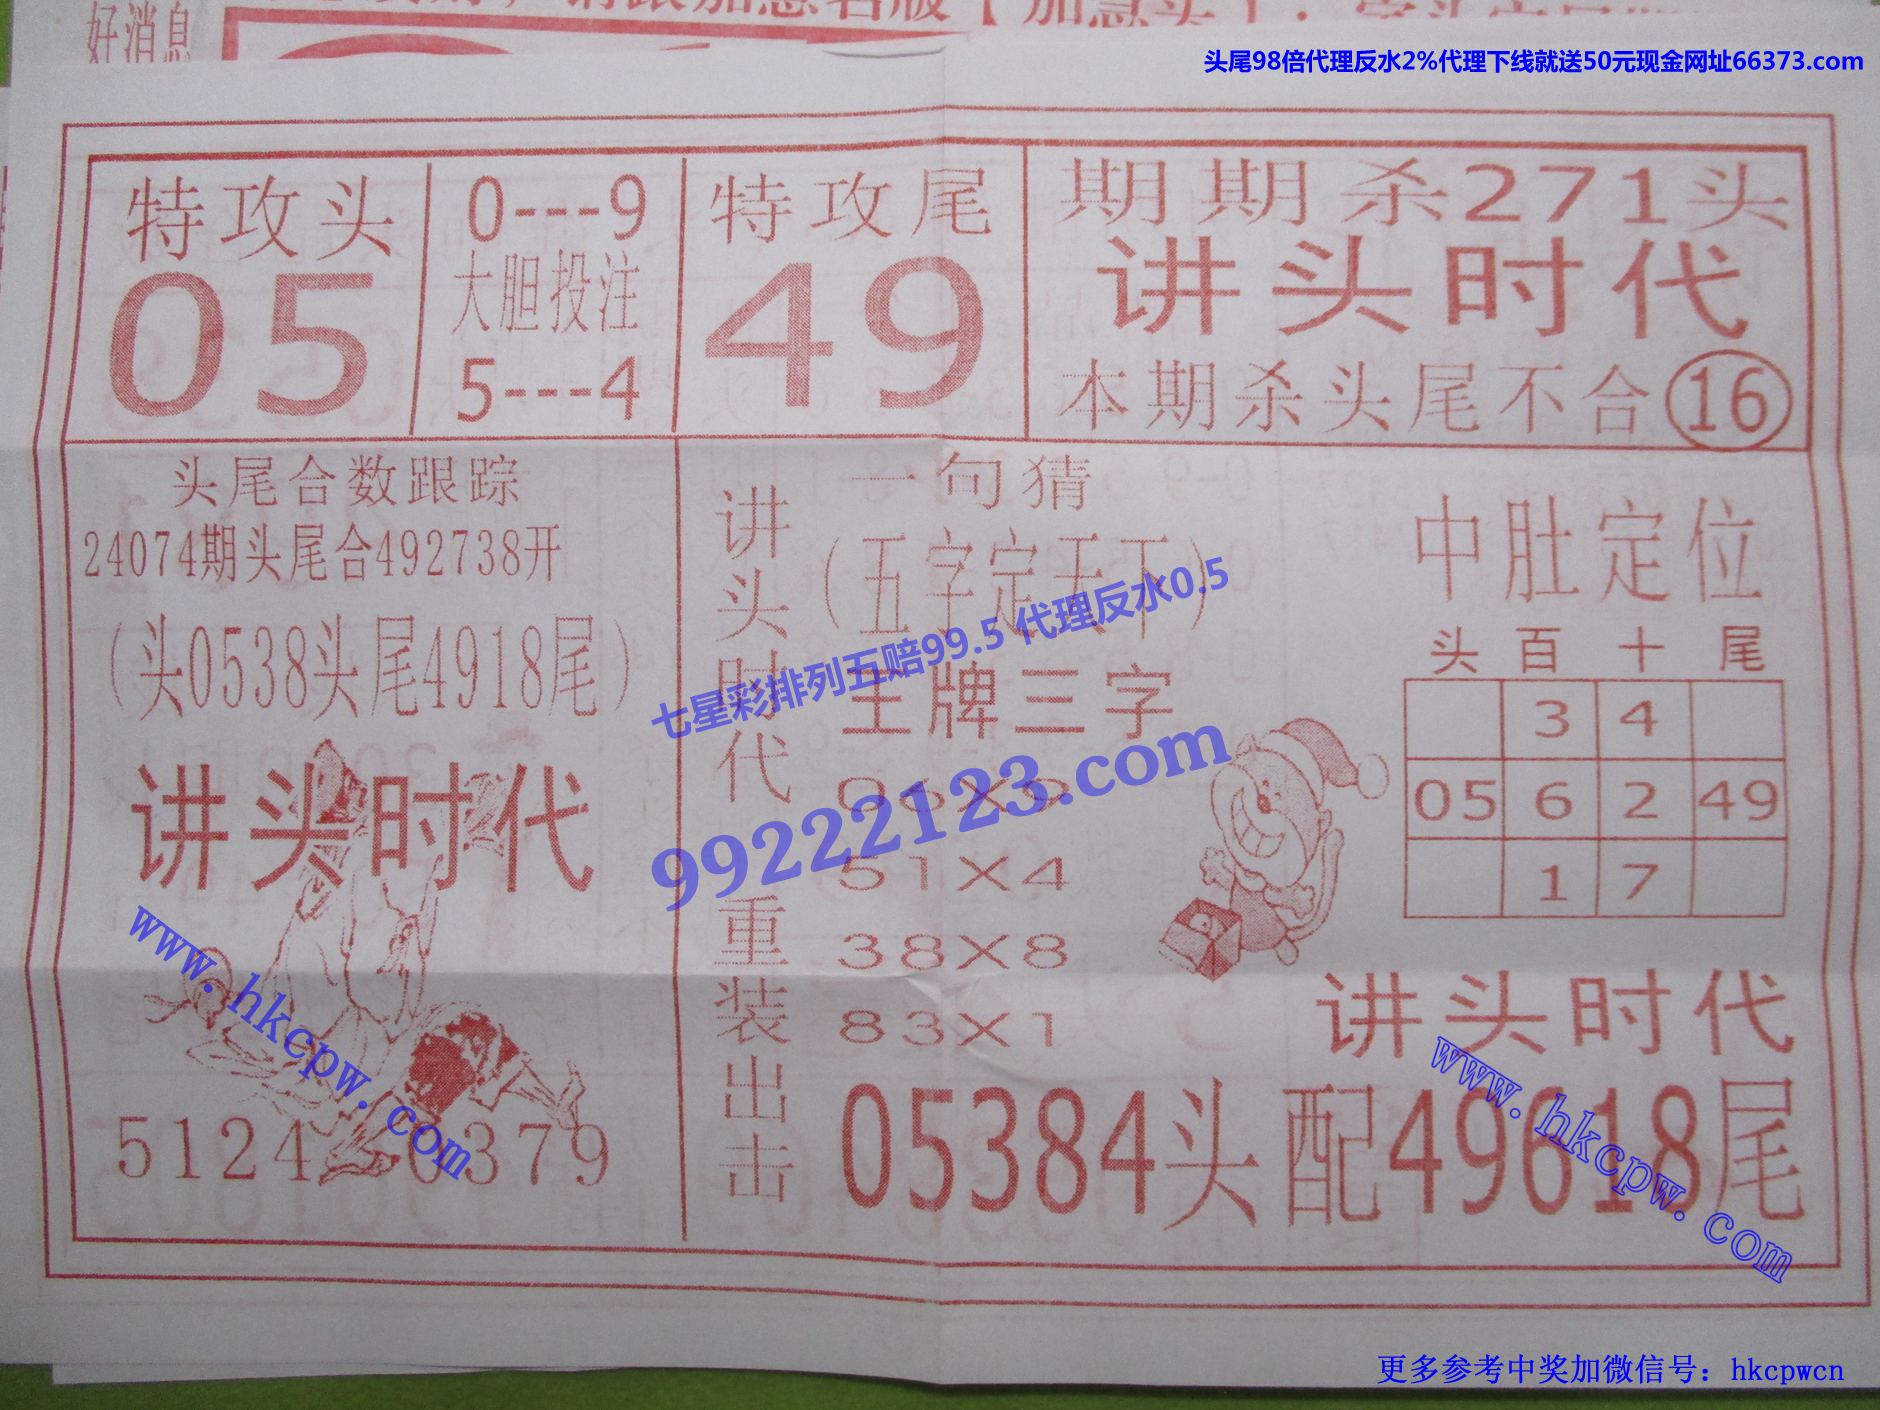 好消息
头尾98倍代理反水2%代理下线就送50元现金网址66373.com
特攻头
05
0---9
大胆投注
5---4
特攻尾
49
期期杀271头
讲头时代
本期杀头尾不合16
头尾合数跟踪
24074期头尾合492738开
(头0538头尾4918尾)
讲头时代
5124 0379
讲头时代重装出击
一句猜
(五字定天下)
王牌三字
06X9
51X4
38X8
83X1
05384头配49618尾
中肚定位
头 百 十 尾
3 4
05 6 2 49
1 7
讲头时代
七星彩排列五赔99.5 代理反水0.5
99222123.com
www.hkcpw.com
www.hkcpw.com
更多参考中奖加微信号：hkcpwcn